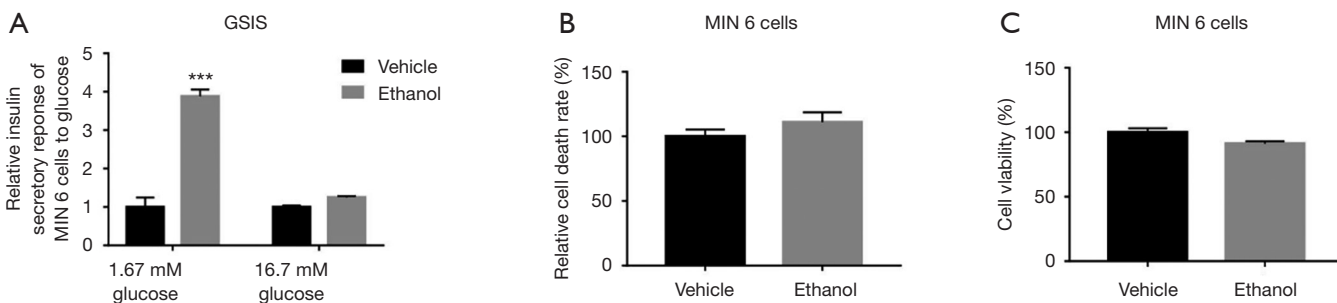 A
GSIS
Relative insulin
secretory reponse of
MIN 6 cells to glucose
5
4
3
2
1
0
***
Vehicle
Ethanol
1.67 mM
glucose
16.7 mM
glucose
B
MIN 6 cells
Relative cell death rate (%)
150
100
50
0
Vehicle
Ethanol
C
MIN 6 cells
Cell vlability (%)
150
100
50
0
Vehicle
Ethanol